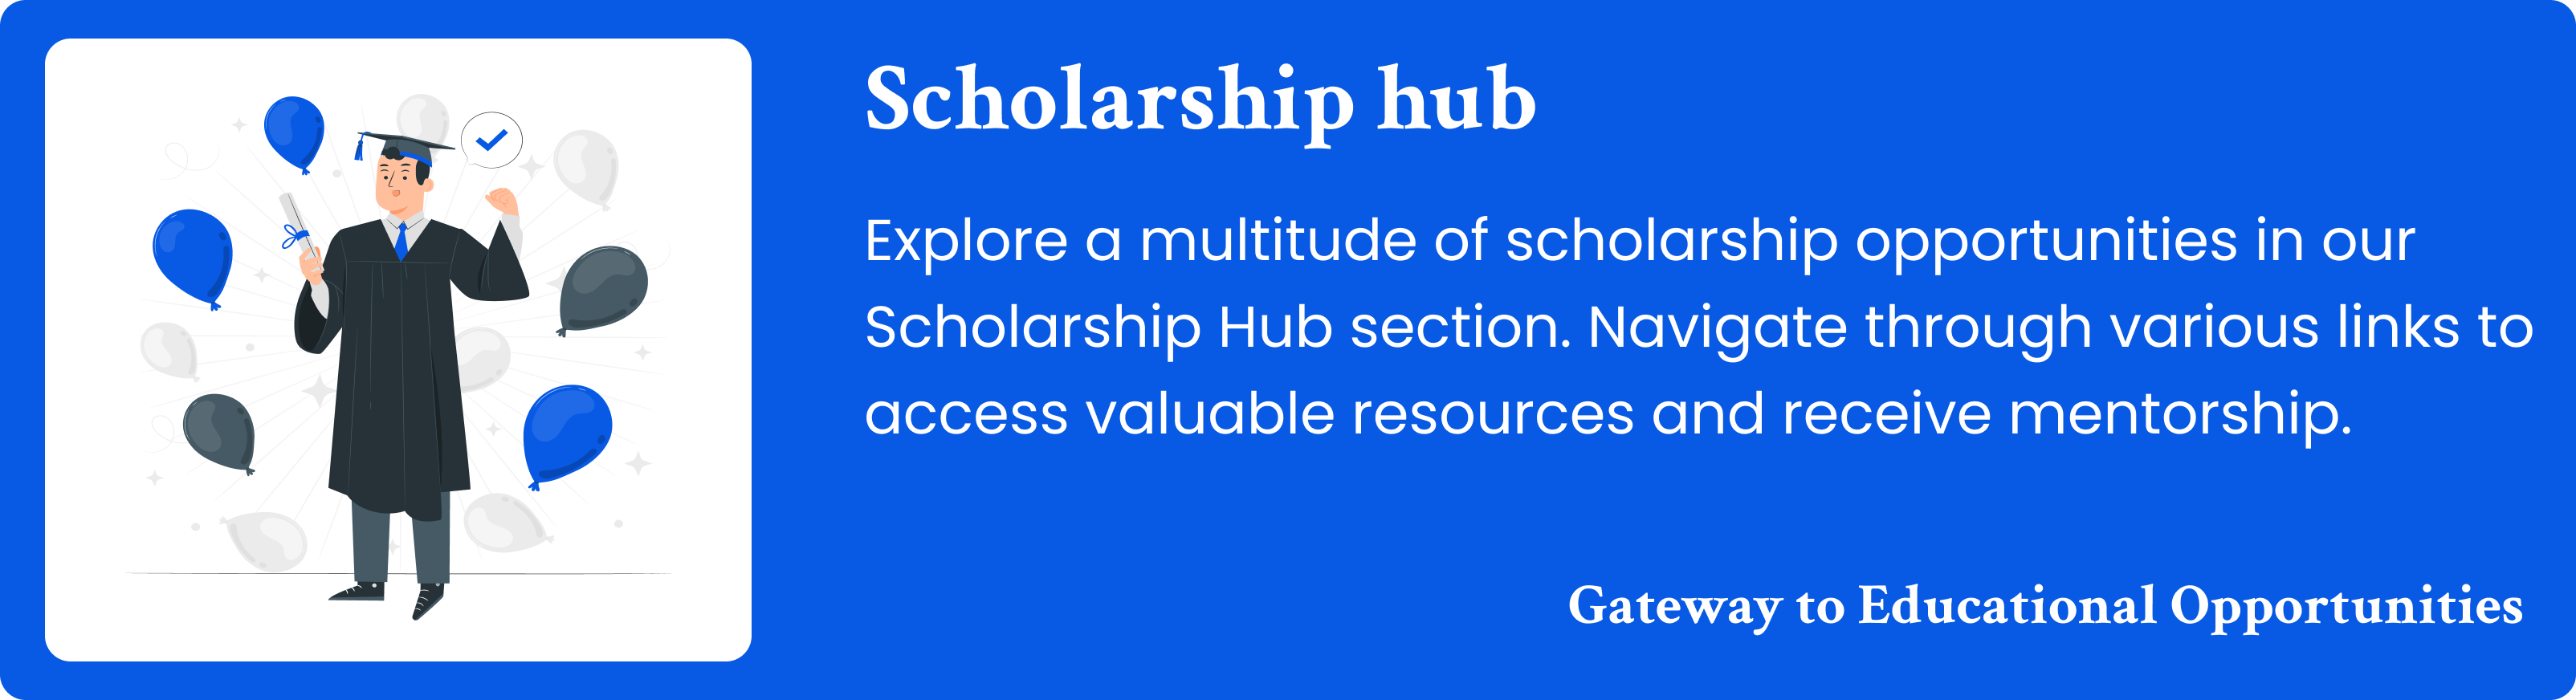 Scholarship hub
Explore a multitude of scholarship opportunities in our
Scholarship Hub section. Navigate through various links to
access valuable resources and receive mentorship.
Gateway to Educational Opportunities